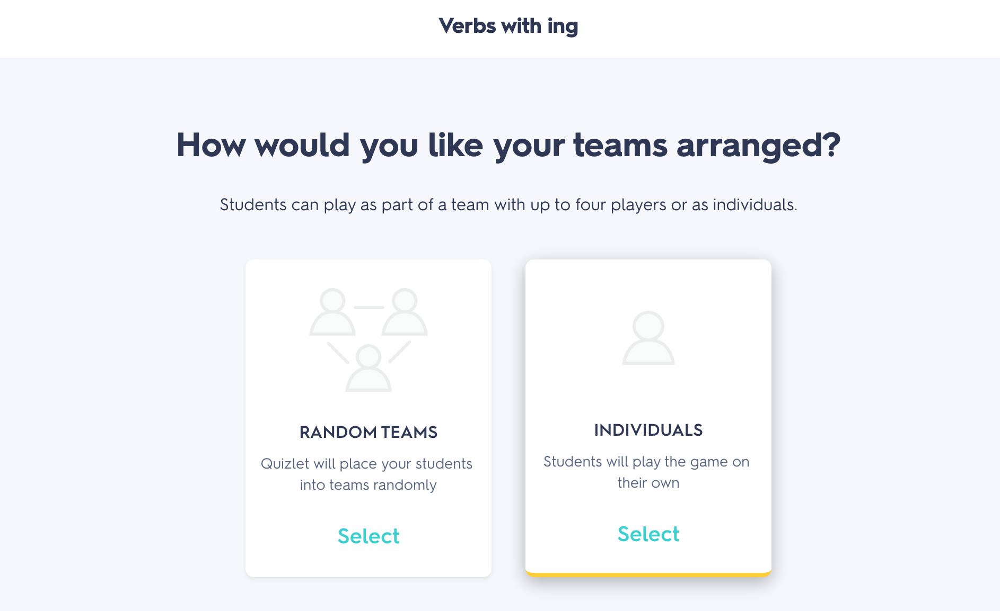 Verbs with ing
How would you like your teams arranged?
Students can play as part of a team with up to four players or as individuals.
RANDOM TEAMS
Quizlet will place your students
into teams randomly
Select
INDIVIDUALS
Students will play the game on
their own
Select